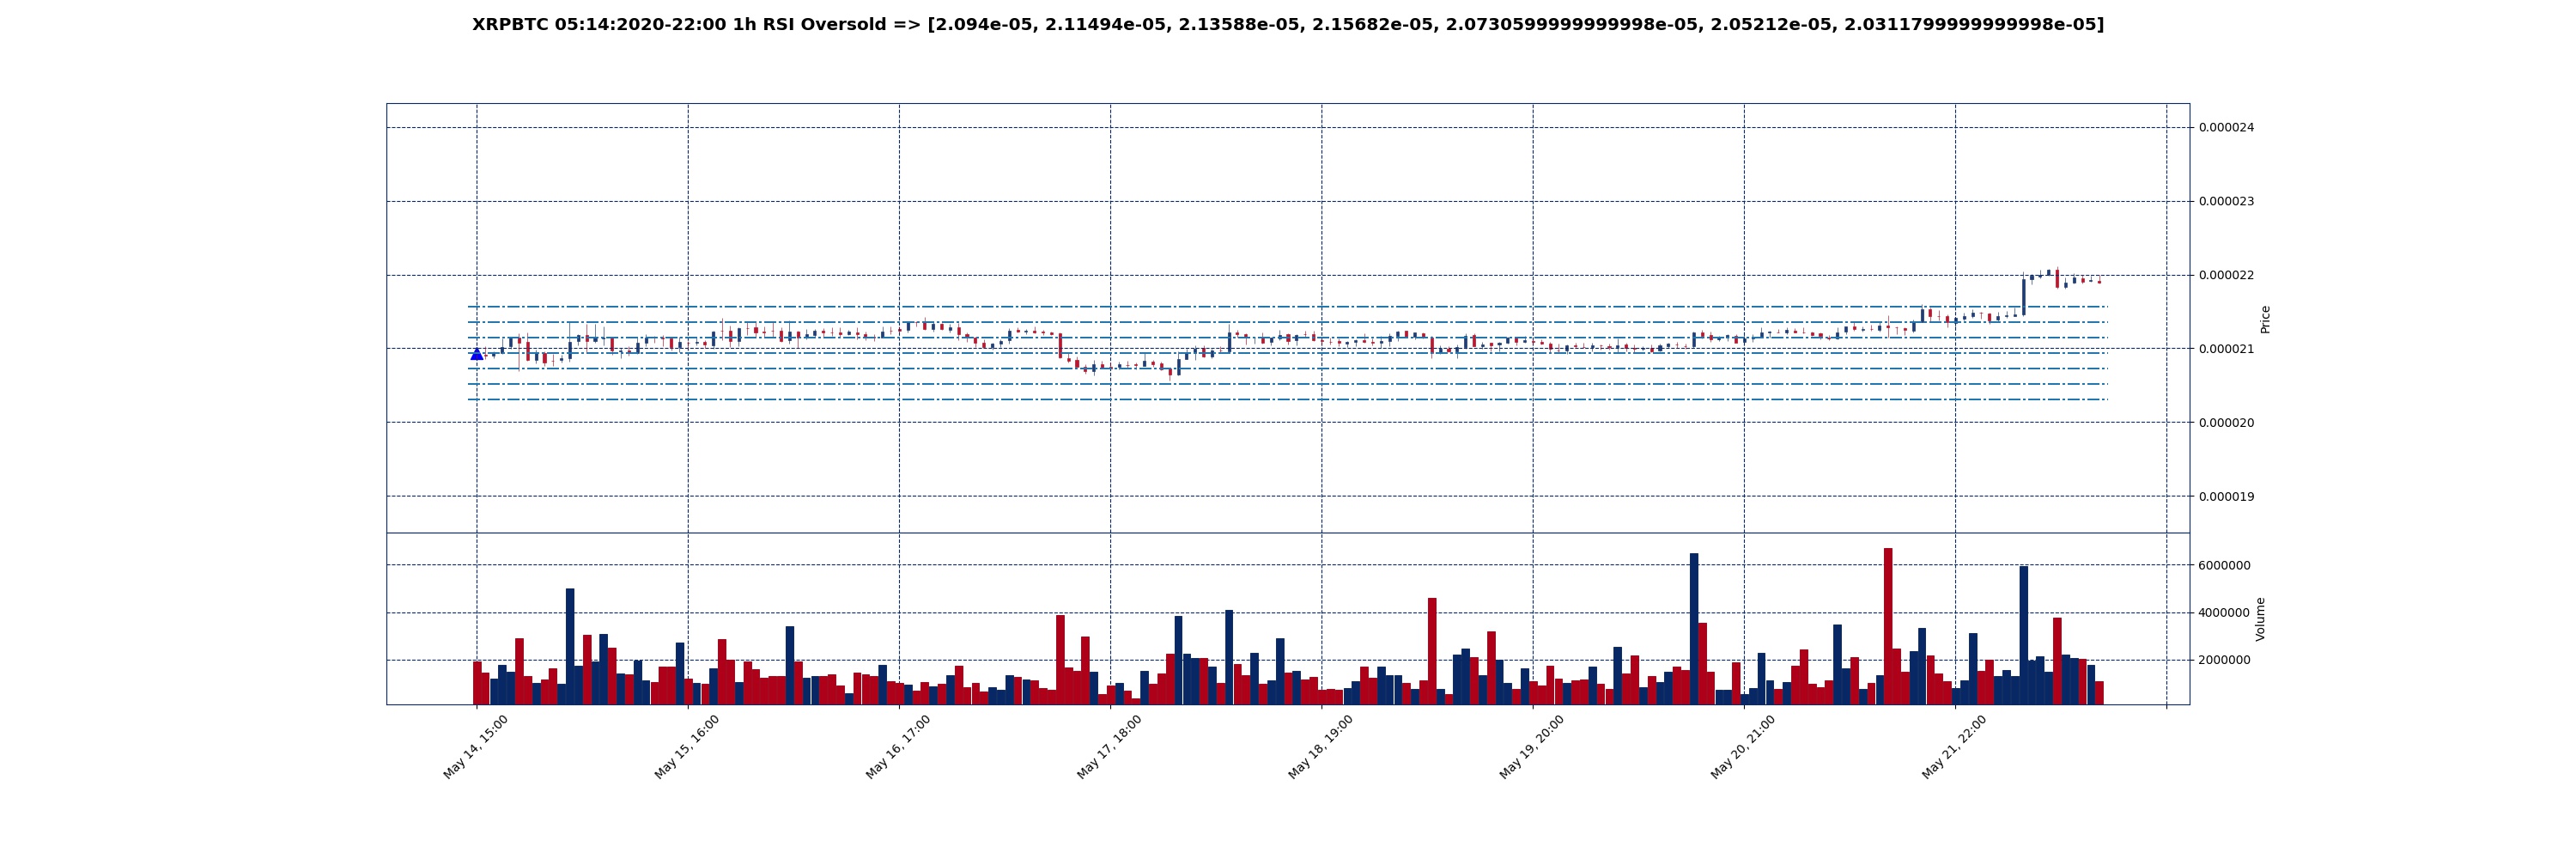 XRPBTC 05:14:2020-22:00 1h RSI Oversold => [2.094e-05, 2.11494e-05, 2.13588e-05, 2.15682e-05, 2.0730599999999998e-05, 2.05212e-05, 2.0311799999999998e-05]
0.000024
0.000023
0.000022
0.000021
0.000020
0.000019
Price
6000000
4000000
2000000
Volume
May 14, 15:00
May 15, 16:00
May 16, 17:00
May 17, 18:00
May 18, 19:00
May 19, 20:00
May 20, 21:00
May 21, 22:00